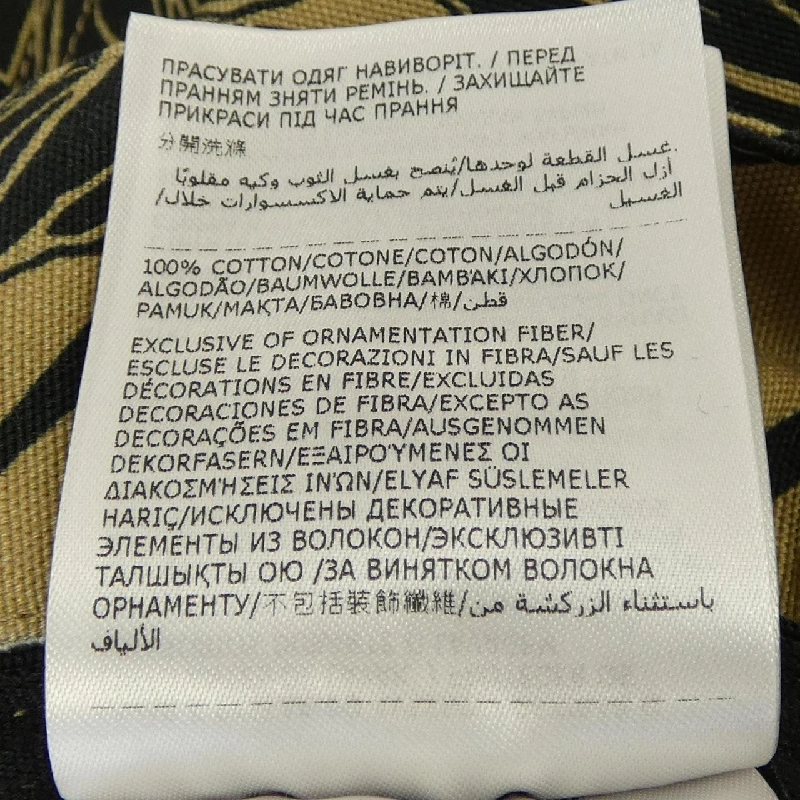 ПРАСУВАТИ ОДЯГ НАВИВОРІТ. / ПЕРЕД
ПРАННЯМ ЗНЯТИ РЕМІНЬ. / ЗАХИЩАЙТЕ
ПРИКРАСИ ПІД ЧАС ПРАННЯ
分開洗滌
غسل القطعة لوحدها/يُنصح بغسل الثوب وكيه مقلوبًا.
/أزل الحزام قبل الغسل/يتم حماية الاكسسوارات خلال
الغسيل
100% COTTON/COTONE/COTON/ALGODÓN/
ALGODÃO/BAUMWOLLE/BAMBAKI/ХЛОПОК/
PAMUK/МАҚТА/БАВОВНА/棉/قطن
EXCLUSIVE OF ORNAMENTATION FIBER/
ESCLUSE LE DECORAZIONI IN FIBRA/SAUF LES
DÉCORATIONS EN FIBRE/EXCLUIDAS
DECORACIONES DE FIBRA/EXCEPTO AS
DECORAÇÕES EM FIBRA/AUSGENOMMEN
DEKORFASERN/ΕΞΑΙΡΟΎΜΕΝΕΣ ΟΙ
ΔΙΑΚΟΣΜΉΣΕΙΣ ΙΝΏΝ/ELYAF SÜSLEMELER
HARIÇ/ИСКЛЮЧЕНЫ ДЕКОРАТИВНЫЕ
ЭЛЕМЕНТЫ ИЗ ВОЛОКОН/ЭКСКЛЮЗИВТІ
ТАЛШЫҚТЫ ОЮ /ЗА ВИНЯТКОМ ВОЛОКНА
ОРНАМЕНТУ/不包括裝飾纖維/باستثناء الزركشة من
الألياف